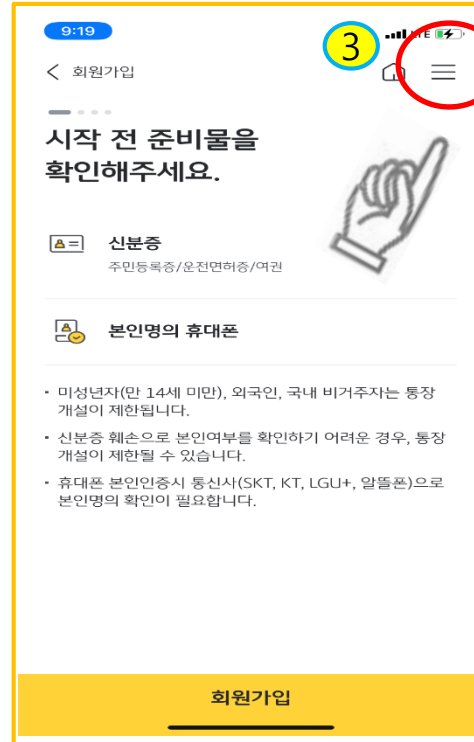 9:19
3
LTE
회원가입
시작 전 준비물을
확인해주세요.
신분증
주민등록증/운전면허증/여권
본인명의 휴대폰
• 미성년자(만 14세 미만), 외국인, 국내 비거주자는 통장
개설이 제한됩니다.
• 신분증 훼손으로 본인여부를 확인하기 어려운 경우, 통장
개설이 제한될 수 있습니다.
• 휴대폰 본인인증시 통신사(SKT, KT, LGU+, 알뜰폰)으로
본인명의 확인이 필요합니다.
회원가입